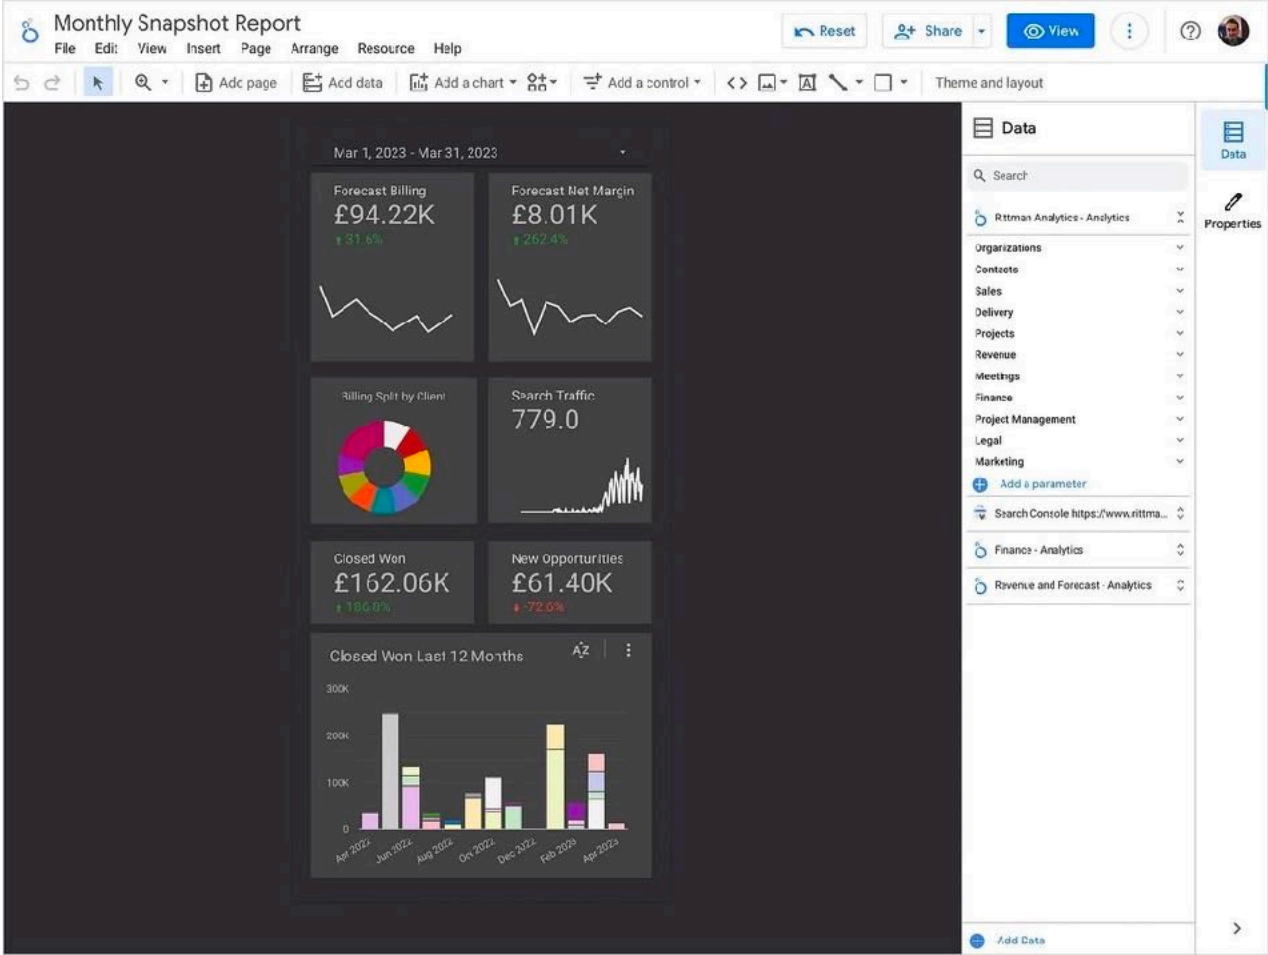 Monthly Snapshot Report
File Edit View Insert Page Arrange Resource Help
Reset
Share
View
Add page
Add data
Add a chart
Add a control
Theme and layout
Mar 1, 2023 - Mar 31, 2023
Forecast Billing
£94.22K
31.6%
Forecast Net Margin
£8.01K
262.4%
Billing Split by Client
Search Traffic
779.0
Closed Won
£162.06K
186.8%
New Opportunities
£61.40K
-72.6%
Closed Won Last 12 Months
AZ
300K
200K
100K
0
Apr 2022
Jun 2022
Aug 2022
Oct 2022
Dec 2022
Feb 2023
Apr 2023
Data
Search
Rittman Analytics - Analytics
Organizations
Contacts
Sales
Delivery
Projects
Revenue
Meetings
Finance
Project Management
Legal
Marketing
Add a parameter
Search Console https://www.rittma...
Finance - Analytics
Revenue and Forecast - Analytics
Add Data
Data
Properties